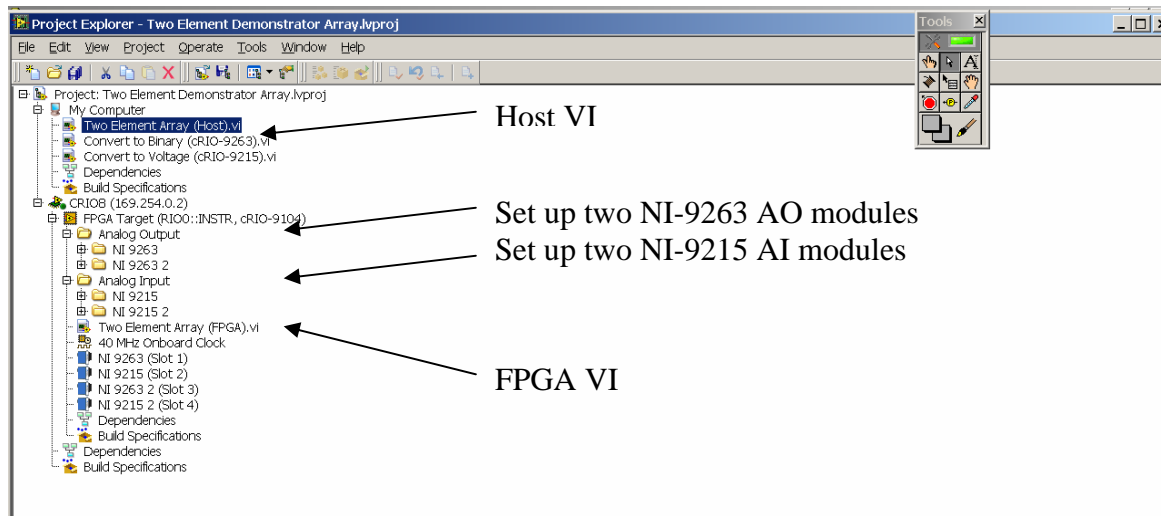 Project Explorer - Two Element Demonstrator Array.lvproj
Tools
File Edit View Project Operate Tools Window Help
Project: Two Element Demonstrator Array.lvproj
My Computer
Two Element Array (Host).vi
Host VI
Convert to Binary (cRIO-9263).vi
Convert to Voltage (cRIO-9215).vi
Dependencies
Build Specifications
CRIO8 (169.254.0.2)
FPGA Target (RIO0::INSTR, cRIO-9104)
Set up two NI-9263 AO modules
Analog Output
NI 9263
Set up two NI-9215 AI modules
NI 9263 2
Analog Input
NI 9215
NI 9215 2
Two Element Array (FPGA).vi
40 MHz Onboard Clock
NI 9263 (Slot 1)
NI 9215 (Slot 2)
FPGA VI
NI 9263 2 (Slot 3)
NI 9215 2 (Slot 4)
Dependencies
Build Specifications
Dependencies
Build Specifications